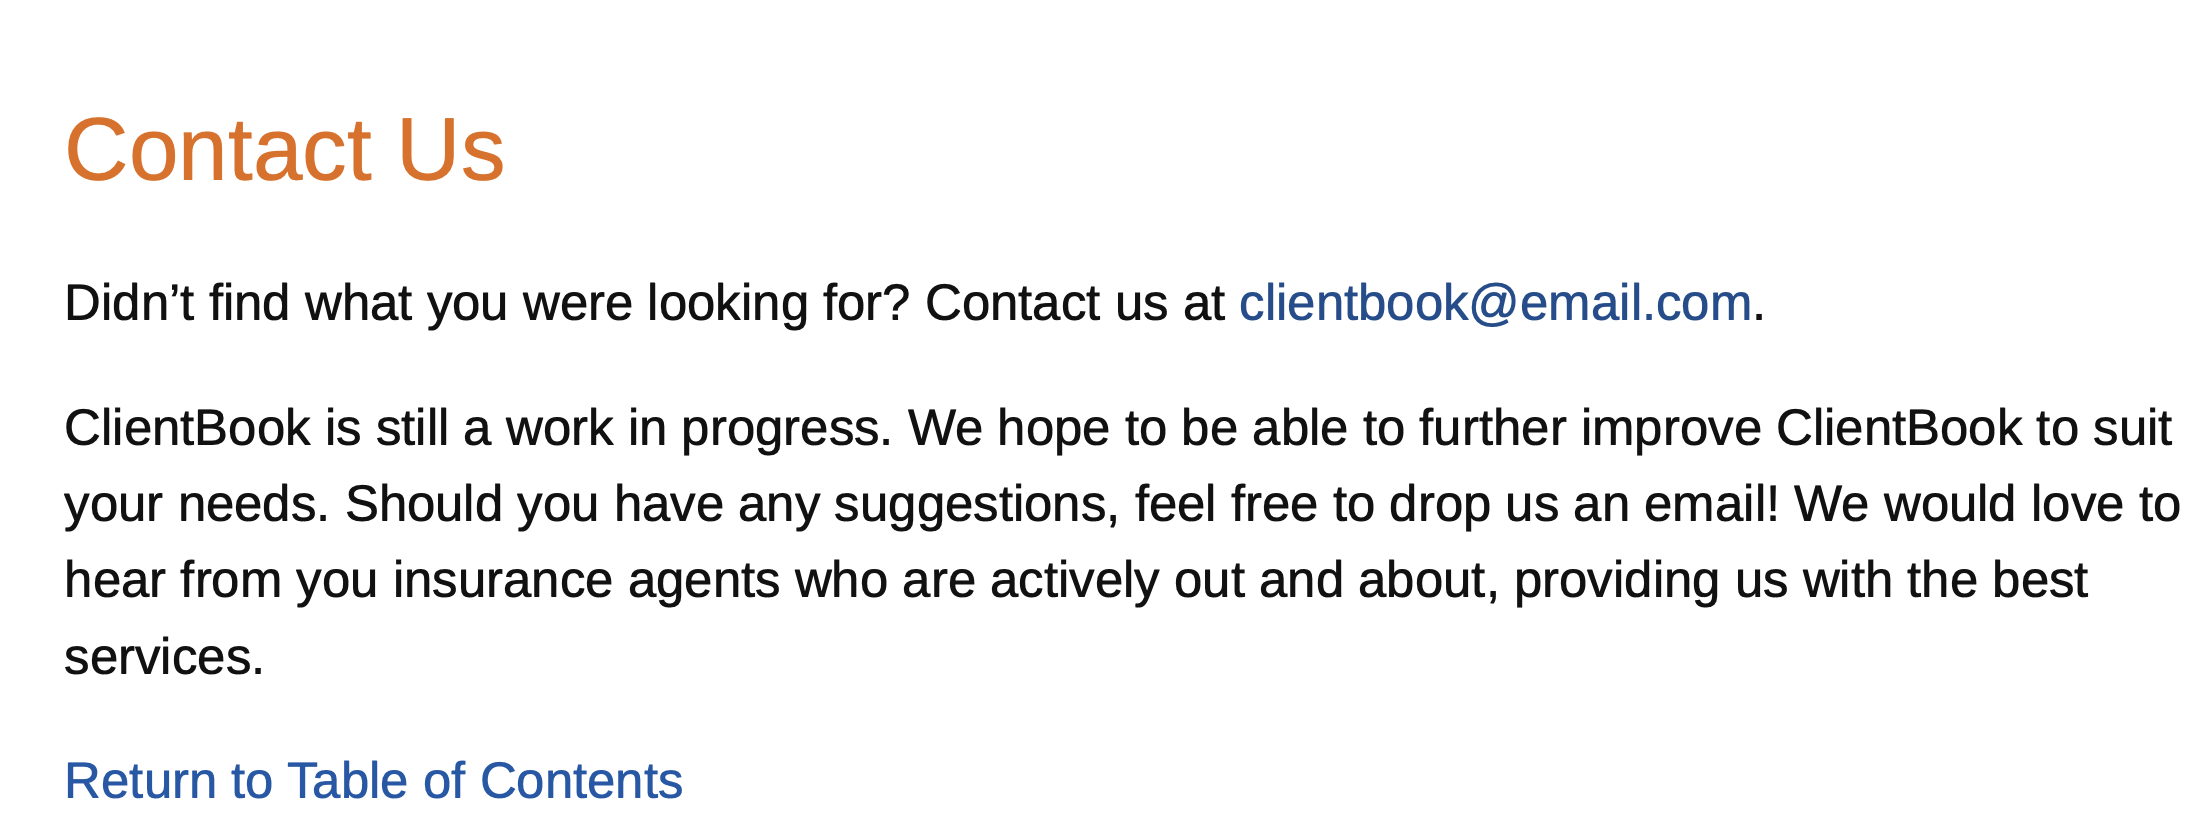 Contact Us
Didn’t find what you were looking for? Contact us at clientbook@email.com.
ClientBook is still a work in progress. We hope to be able to further improve ClientBook to suit
your needs. Should you have any suggestions, feel free to drop us an email! We would love to
hear from you insurance agents who are actively out and about, providing us with the best
services.
Return to Table of Contents